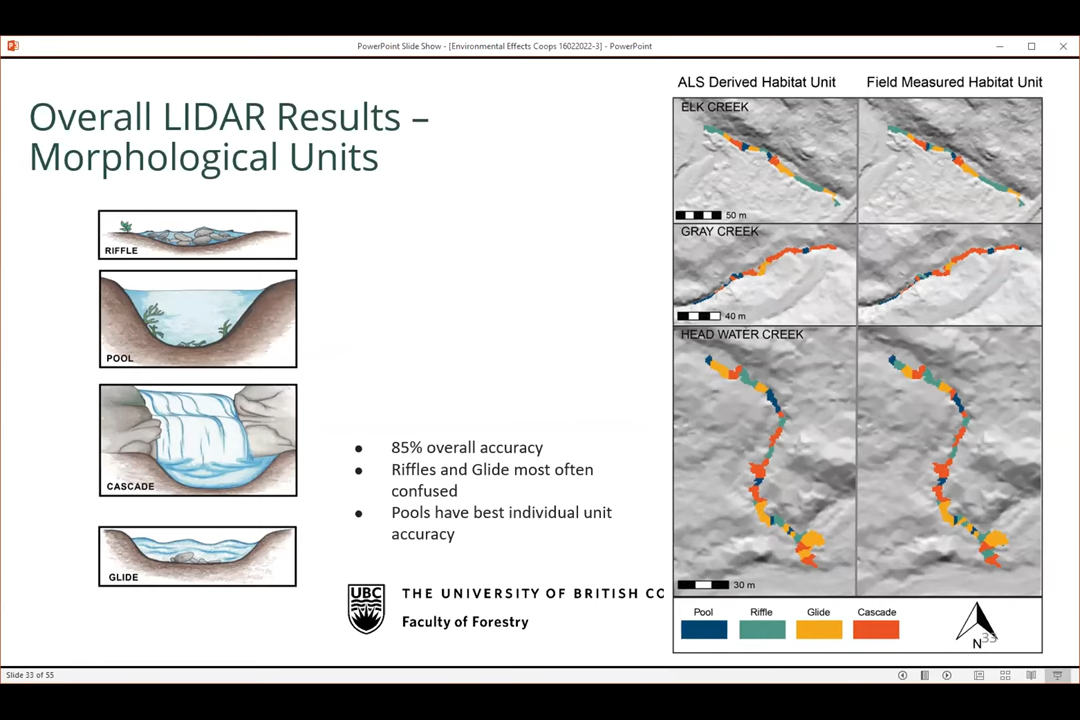 PowerPoint Slide Show - [Environmental Effects Coops 16022022-3] - PowerPoint
Overall LIDAR Results –
Morphological Units
RIFFLE
POOL
CASCADE
GLIDE
● 85% overall accuracy
● Riffles and Glide most often
confused
● Pools have best individual unit
accuracy
UBC
THE UNIVERSITY OF BRITISH CO
Faculty of Forestry
ALS Derived Habitat Unit
Field Measured Habitat Unit
ELK CREEK
50 m
GRAY CREEK
40 m
HEAD WATER CREEK
30 m
Pool
Riffle
Glide
Cascade
N
33
Slide 33 of 55